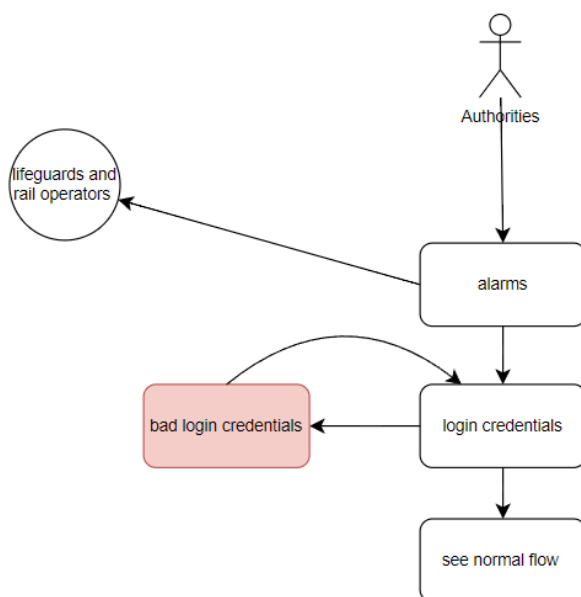 Authorities
lifeguards and
rail operators
alarms
bad login credentials
login credentials
see normal flow